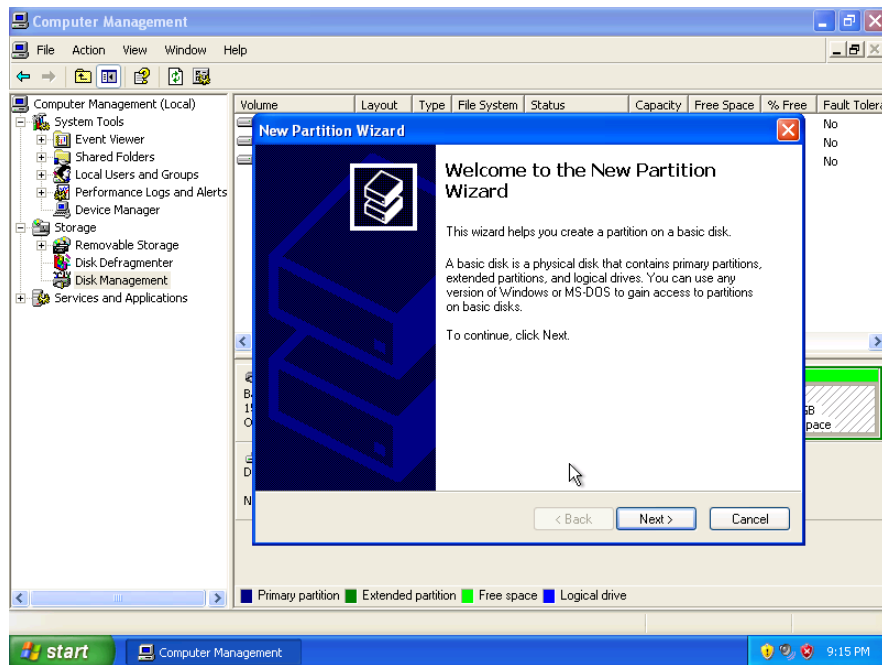 Computer Management
File Action View Window Help
Computer Management (Local)
System Tools
Event Viewer
Shared Folders
Local Users and Groups
Performance Logs and Alerts
Device Manager
Storage
Removable Storage
Disk Defragmenter
Disk Management
Services and Applications
Volume Layout Type File System Status Capacity Free Space % Free Fault Tolera
No
No
No
New Partition Wizard
Welcome to the New Partition
Wizard
This wizard helps you create a partition on a basic disk.
A basic disk is a physical disk that contains primary partitions,
extended partitions, and logical drives. You can use any
version of Windows or MS-DOS to gain access to partitions
on basic disks.
To continue, click Next.
< Back Next > Cancel
Primary partition Extended partition Free space Logical drive
start Computer Management 9:15 PM